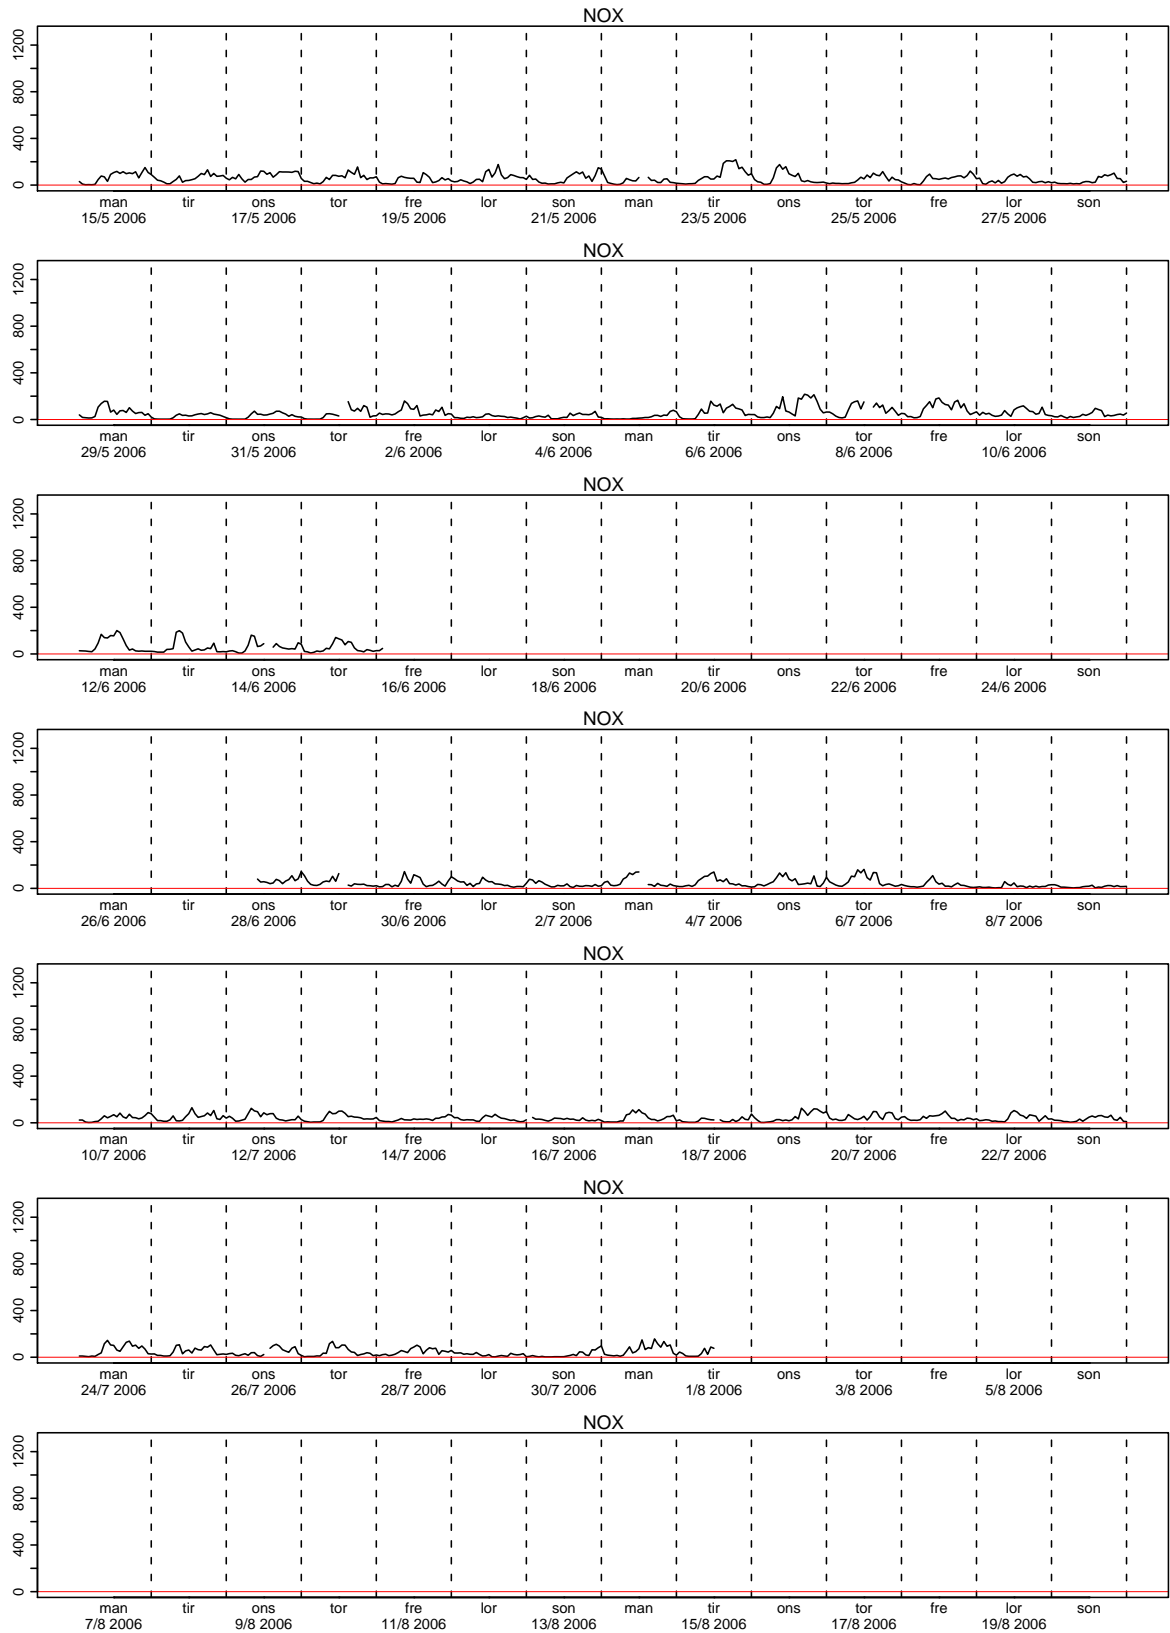 NOX
1200
800
400
0
man tir ons tor fre lor son man tir ons tor fre lor son
15/5 2006 17/5 2006 19/5 2006 21/5 2006 23/5 2006 25/5 2006 27/5 2006
NOX
1200
800
400
0
man tir ons tor fre lor son man tir ons tor fre lor son
29/5 2006 31/5 2006 2/6 2006 4/6 2006 6/6 2006 8/6 2006 10/6 2006
NOX
1200
800
400
0
man tir ons tor fre lor son man tir ons tor fre lor son
12/6 2006 14/6 2006 16/6 2006 18/6 2006 20/6 2006 22/6 2006 24/6 2006
NOX
1200
800
400
0
man tir ons tor fre lor son man tir ons tor fre lor son
26/6 2006 28/6 2006 30/6 2006 2/7 2006 4/7 2006 6/7 2006 8/7 2006
NOX
1200
800
400
0
man tir ons tor fre lor son man tir ons tor fre lor son
10/7 2006 12/7 2006 14/7 2006 16/7 2006 18/7 2006 20/7 2006 22/7 2006
NOX
1200
800
400
0
man tir ons tor fre lor son man tir ons tor fre lor son
24/7 2006 26/7 2006 28/7 2006 30/7 2006 1/8 2006 3/8 2006 5/8 2006
NOX
1200
800
400
0
man tir ons tor fre lor son man tir ons tor fre lor son
7/8 2006 9/8 2006 11/8 2006 13/8 2006 15/8 2006 17/8 2006 19/8 2006